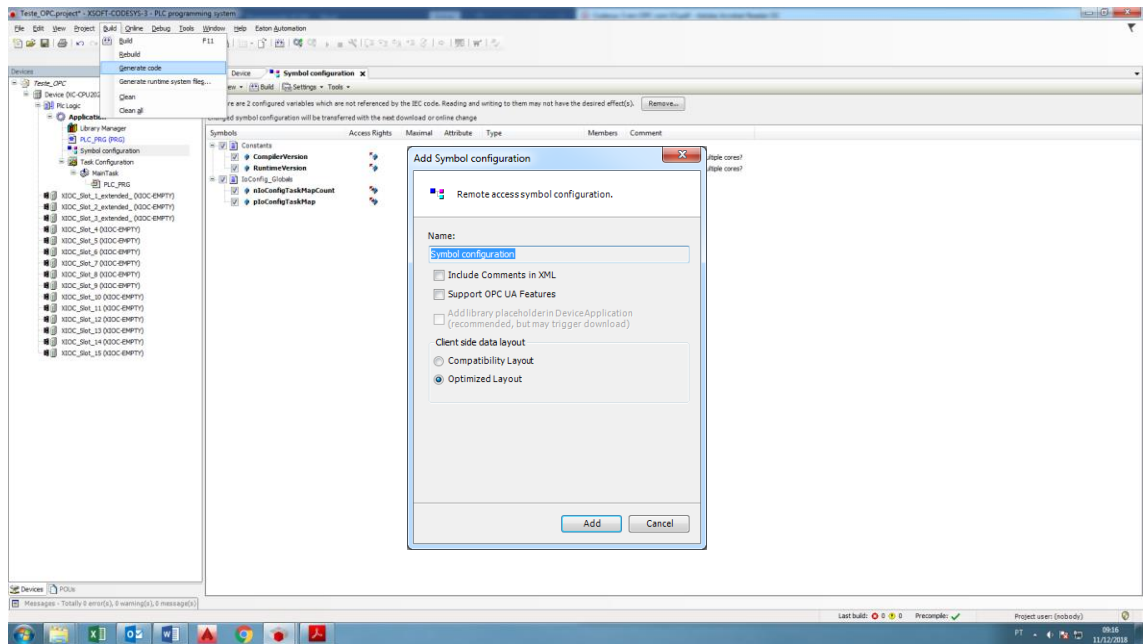 Teste_OPC.project* - XSOFT-CODESYS-3 - PLC programming system
File Edit View Project Build Online Debug Tools Window Help Eaton Automation
Build F11
Rebuild
Generate code
Generate runtime system files...
Clean
Clean all
Devices
Teste_OPC
Device (XC-CPU202
Plc Logic
Application
Library Manager
PLC_PRG (PRG)
Symbol configuration
Task Configuration
MainTask
PLC_PRG
XIOC_Slot_1_extended_ (XIOC-EMPTY)
XIOC_Slot_2_extended_ (XIOC-EMPTY)
XIOC_Slot_3_extended_ (XIOC-EMPTY)
XIOC_Slot_4 (XIOC-EMPTY)
XIOC_Slot_5 (XIOC-EMPTY)
XIOC_Slot_6 (XIOC-EMPTY)
XIOC_Slot_7 (XIOC-EMPTY)
XIOC_Slot_8 (XIOC-EMPTY)
XIOC_Slot_9 (XIOC-EMPTY)
XIOC_Slot_10 (XIOC-EMPTY)
XIOC_Slot_11 (XIOC-EMPTY)
XIOC_Slot_12 (XIOC-EMPTY)
XIOC_Slot_13 (XIOC-EMPTY)
XIOC_Slot_14 (XIOC-EMPTY)
XIOC_Slot_15 (XIOC-EMPTY)
Devices POUs
Device Symbol configuration x
ew Build Settings Tools
re are 2 configured variables which are not referenced by the IEC code. Reading and writing to them may not have the desired effect(s). Remove...
symbol configuration will be transferred with the next download or online change
Symbols Access Rights Maximal Attribute Type Members Comment
Constants
CompilerVersion ultiple cores?
RuntimeVersion ultiple cores?
IoConfig_Globals
nIoConfigTaskMapCount
pIoConfigTaskMap
Add Symbol configuration
Remote access symbol configuration.
Name:
Symbol configuration
Include Comments in XML
Support OPC UA Features
Add library placeholder in Device Application
(recommended, but may trigger download)
Client side data layout
Compatibility Layout
Optimized Layout
Add Cancel
Messages - Totally 0 error(s), 0 warning(s), 0 message(s)
Last build: 0 0 Precompile: Project user: (nobody)
PT 09:16
11/12/2018